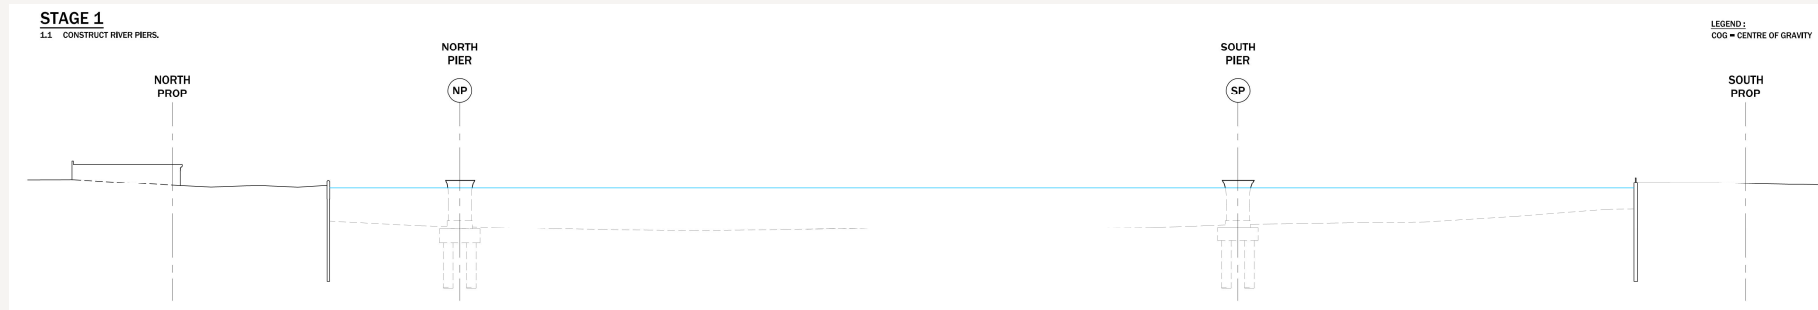 STAGE 1
1.1 CONSTRUCT RIVER PIERS.
LEGEND :
COG = CENTRE OF GRAVITY
NORTH
PROP
NORTH
PIER
NP
SOUTH
PIER
SP
SOUTH
PROP